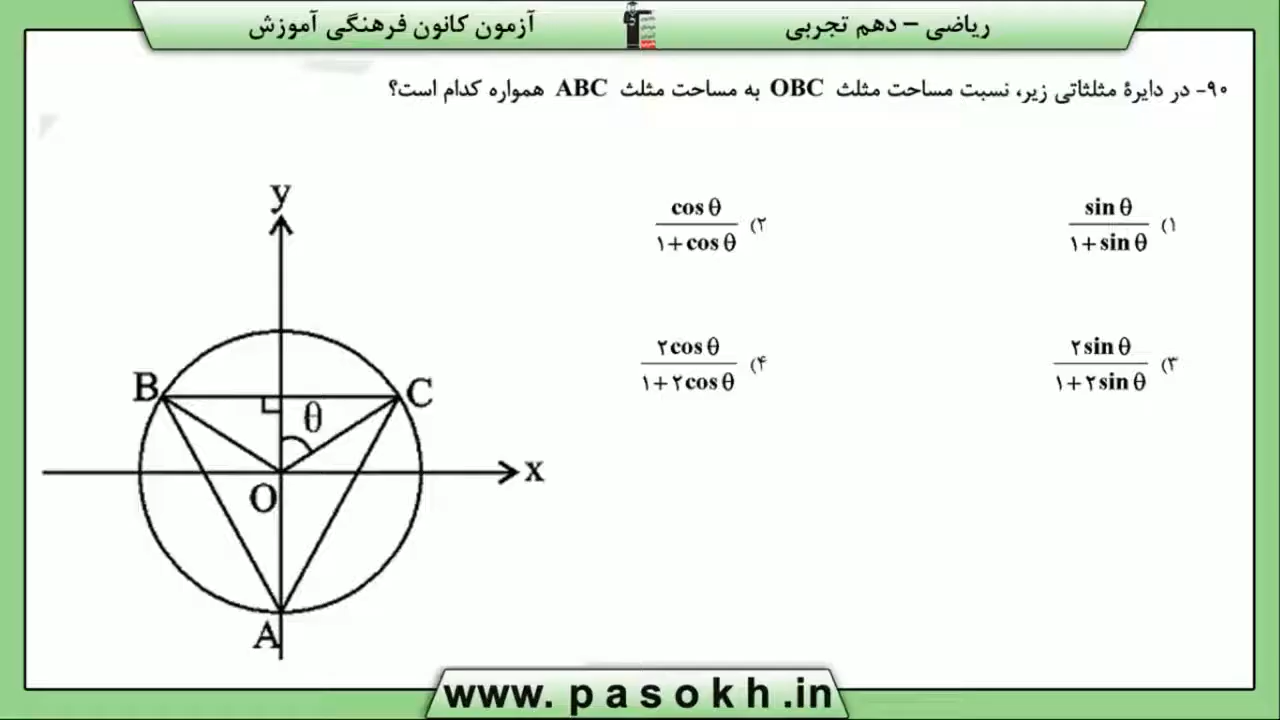 ریاضی – دهم تجربی
آزمون کانون فرهنگی آموزش
۹۰- در دایرهٔ مثلثاتی زیر، نسبت مساحت مثلث OBC به مساحت مثلث ABC همواره کدام است؟
۱) sin θ / ۱+sin θ
۲) cos θ / ۱+cos θ
۳) ۲sin θ / ۱+۲sin θ
۴) ۲cos θ / ۱+۲cos θ
y
B
C
θ
x
O
A
www. p a s o k h .in